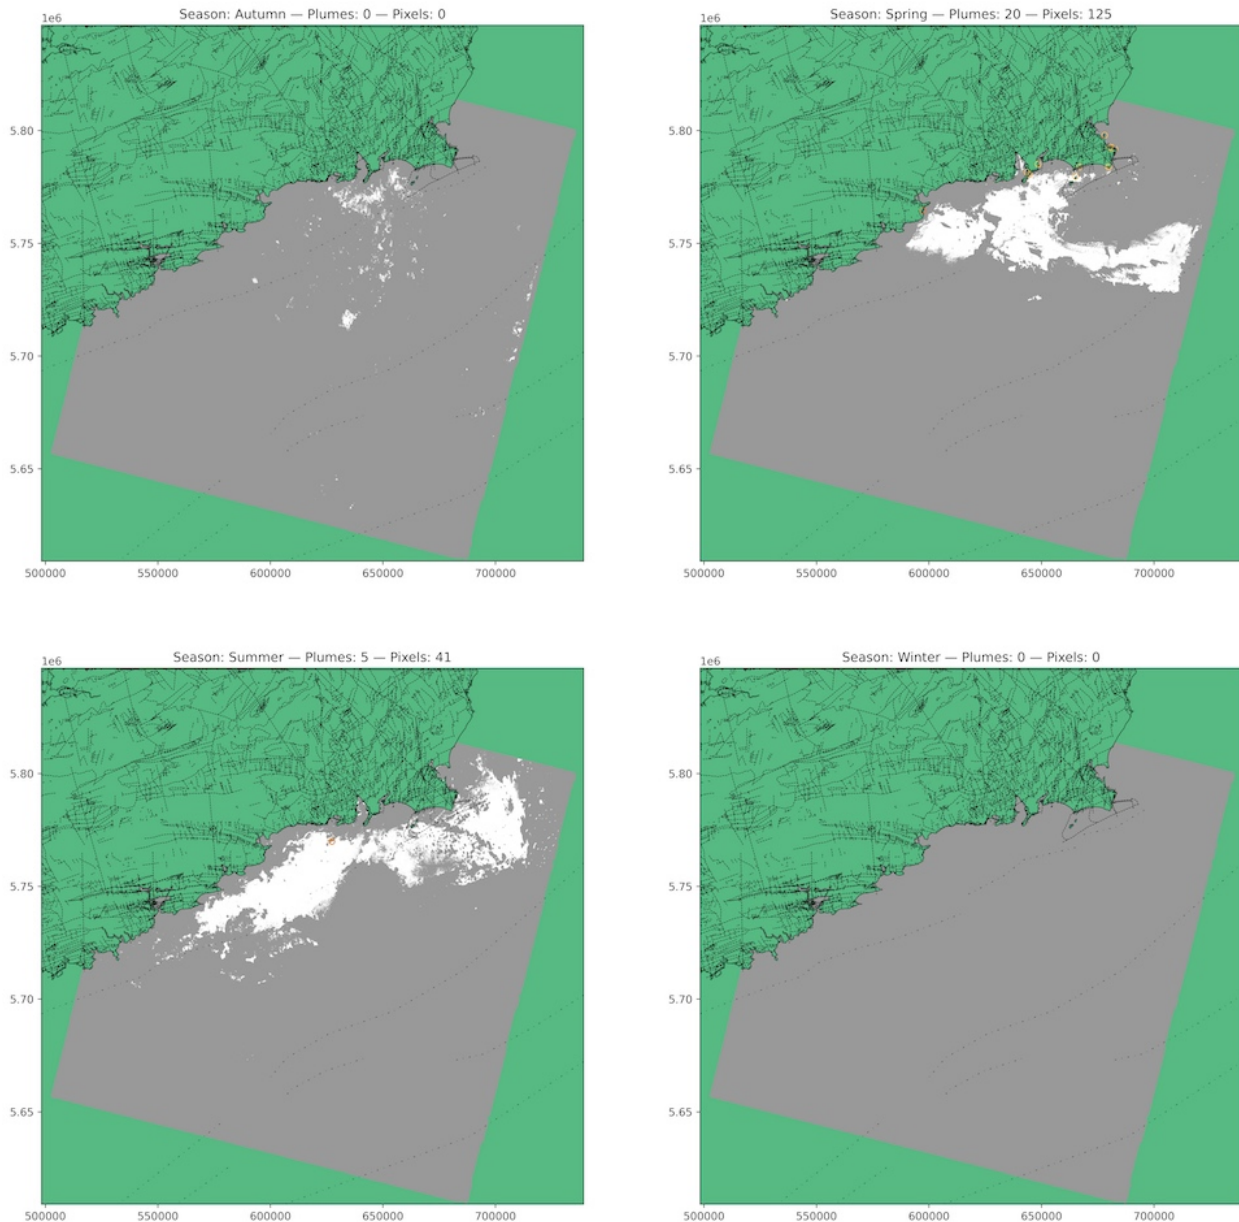 Season: Autumn — Plumes: 0 — Pixels: 0
1e6
5.80
5.75
5.70
5.65
500000 550000 600000 650000 700000
Season: Spring — Plumes: 20 — Pixels: 125
1e6
5.80
5.75
5.70
5.65
500000 550000 600000 650000 700000
Season: Summer — Plumes: 5 — Pixels: 41
1e6
5.80
5.75
5.70
5.65
500000 550000 600000 650000 700000
Season: Winter — Plumes: 0 — Pixels: 0
1e6
5.80
5.75
5.70
5.65
500000 550000 600000 650000 700000